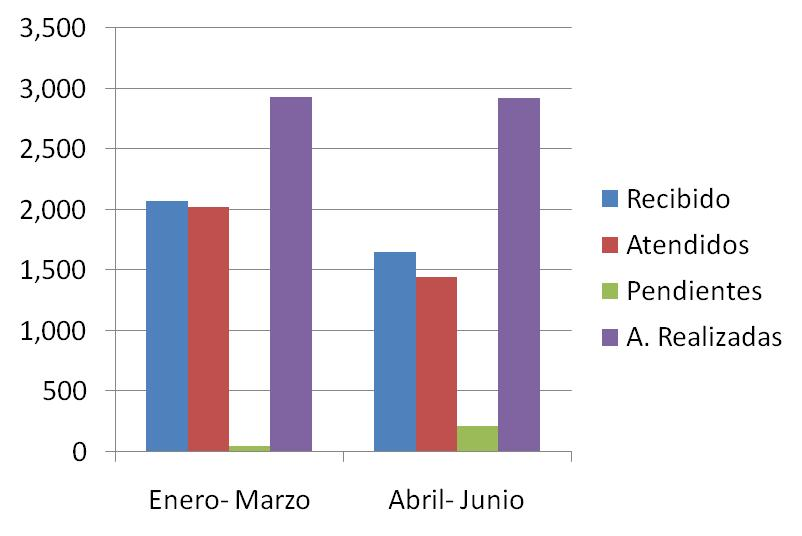 3,500
3,000
2,500
2,000
1,500
1,000
500
0
Enero- Marzo
Abril- Junio
Recibido
Atendidos
Pendientes
A. Realizadas